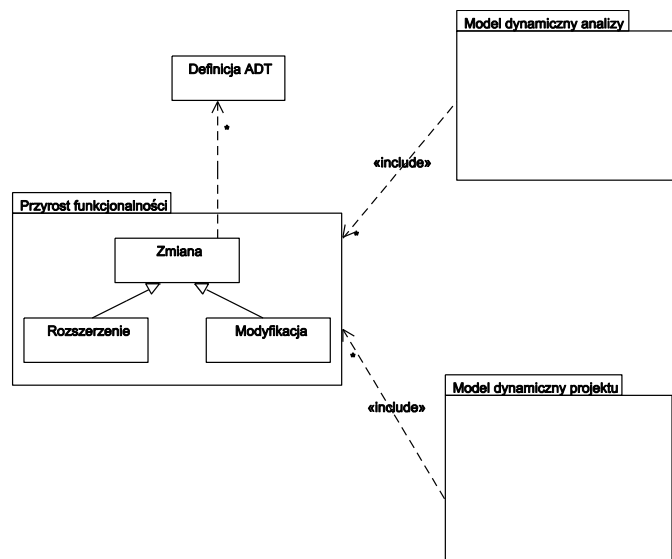 Model dynamiczny analizy
Definicja ADT
*
«include»
Przyrost funkcjonalności
*
Zmiana
Rozszerzenie
Modyfikacja
*
Model dynamiczny projektu
«include»